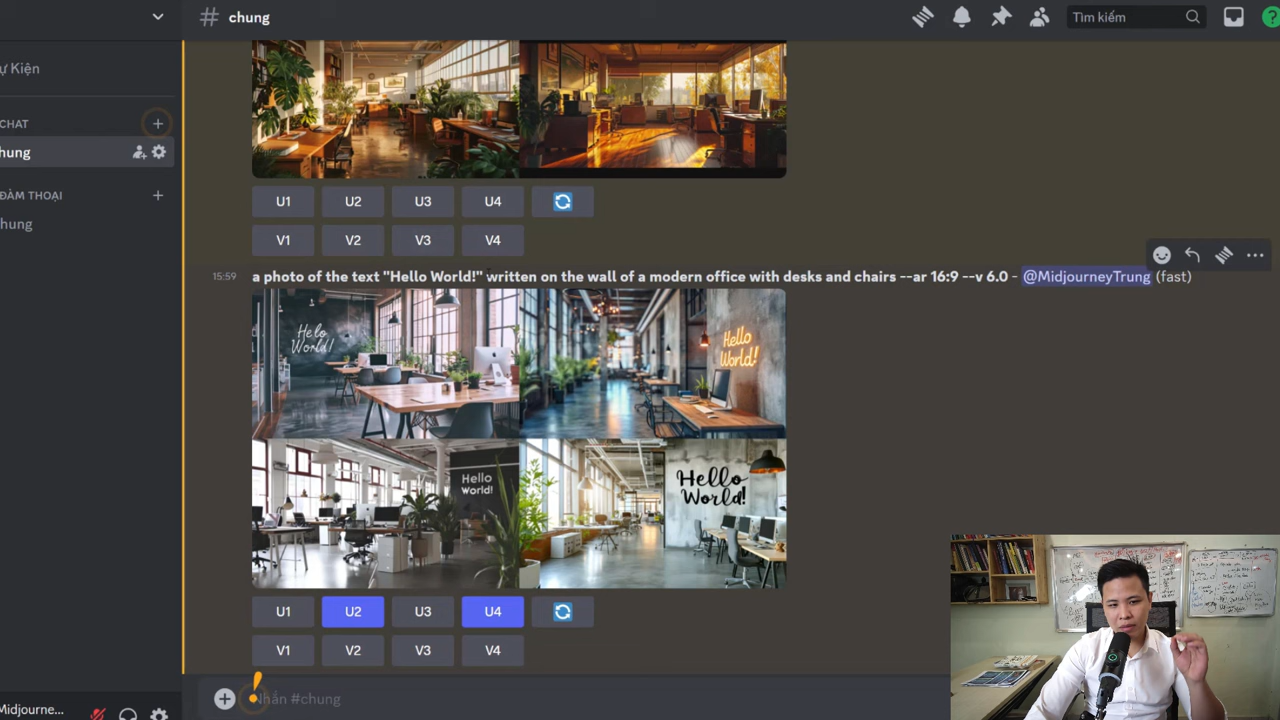 # chung
Tìm kiếm
ự Kiện
CHAT
hung
ĐÀM THOẠI
hung
U1 U2 U3 U4
V1 V2 V3 V4
15:59 a photo of the text "Hello World!" written on the wall of a modern office with desks and chairs --ar 16:9 --v 6.0 - @MidjourneyTrung (fast)
Helo
World!
Hello
World!
Hello
World!
Hello
World!
U1 U2 U3 U4
V1 V2 V3 V4
Nhắn #chung
Midjourne...